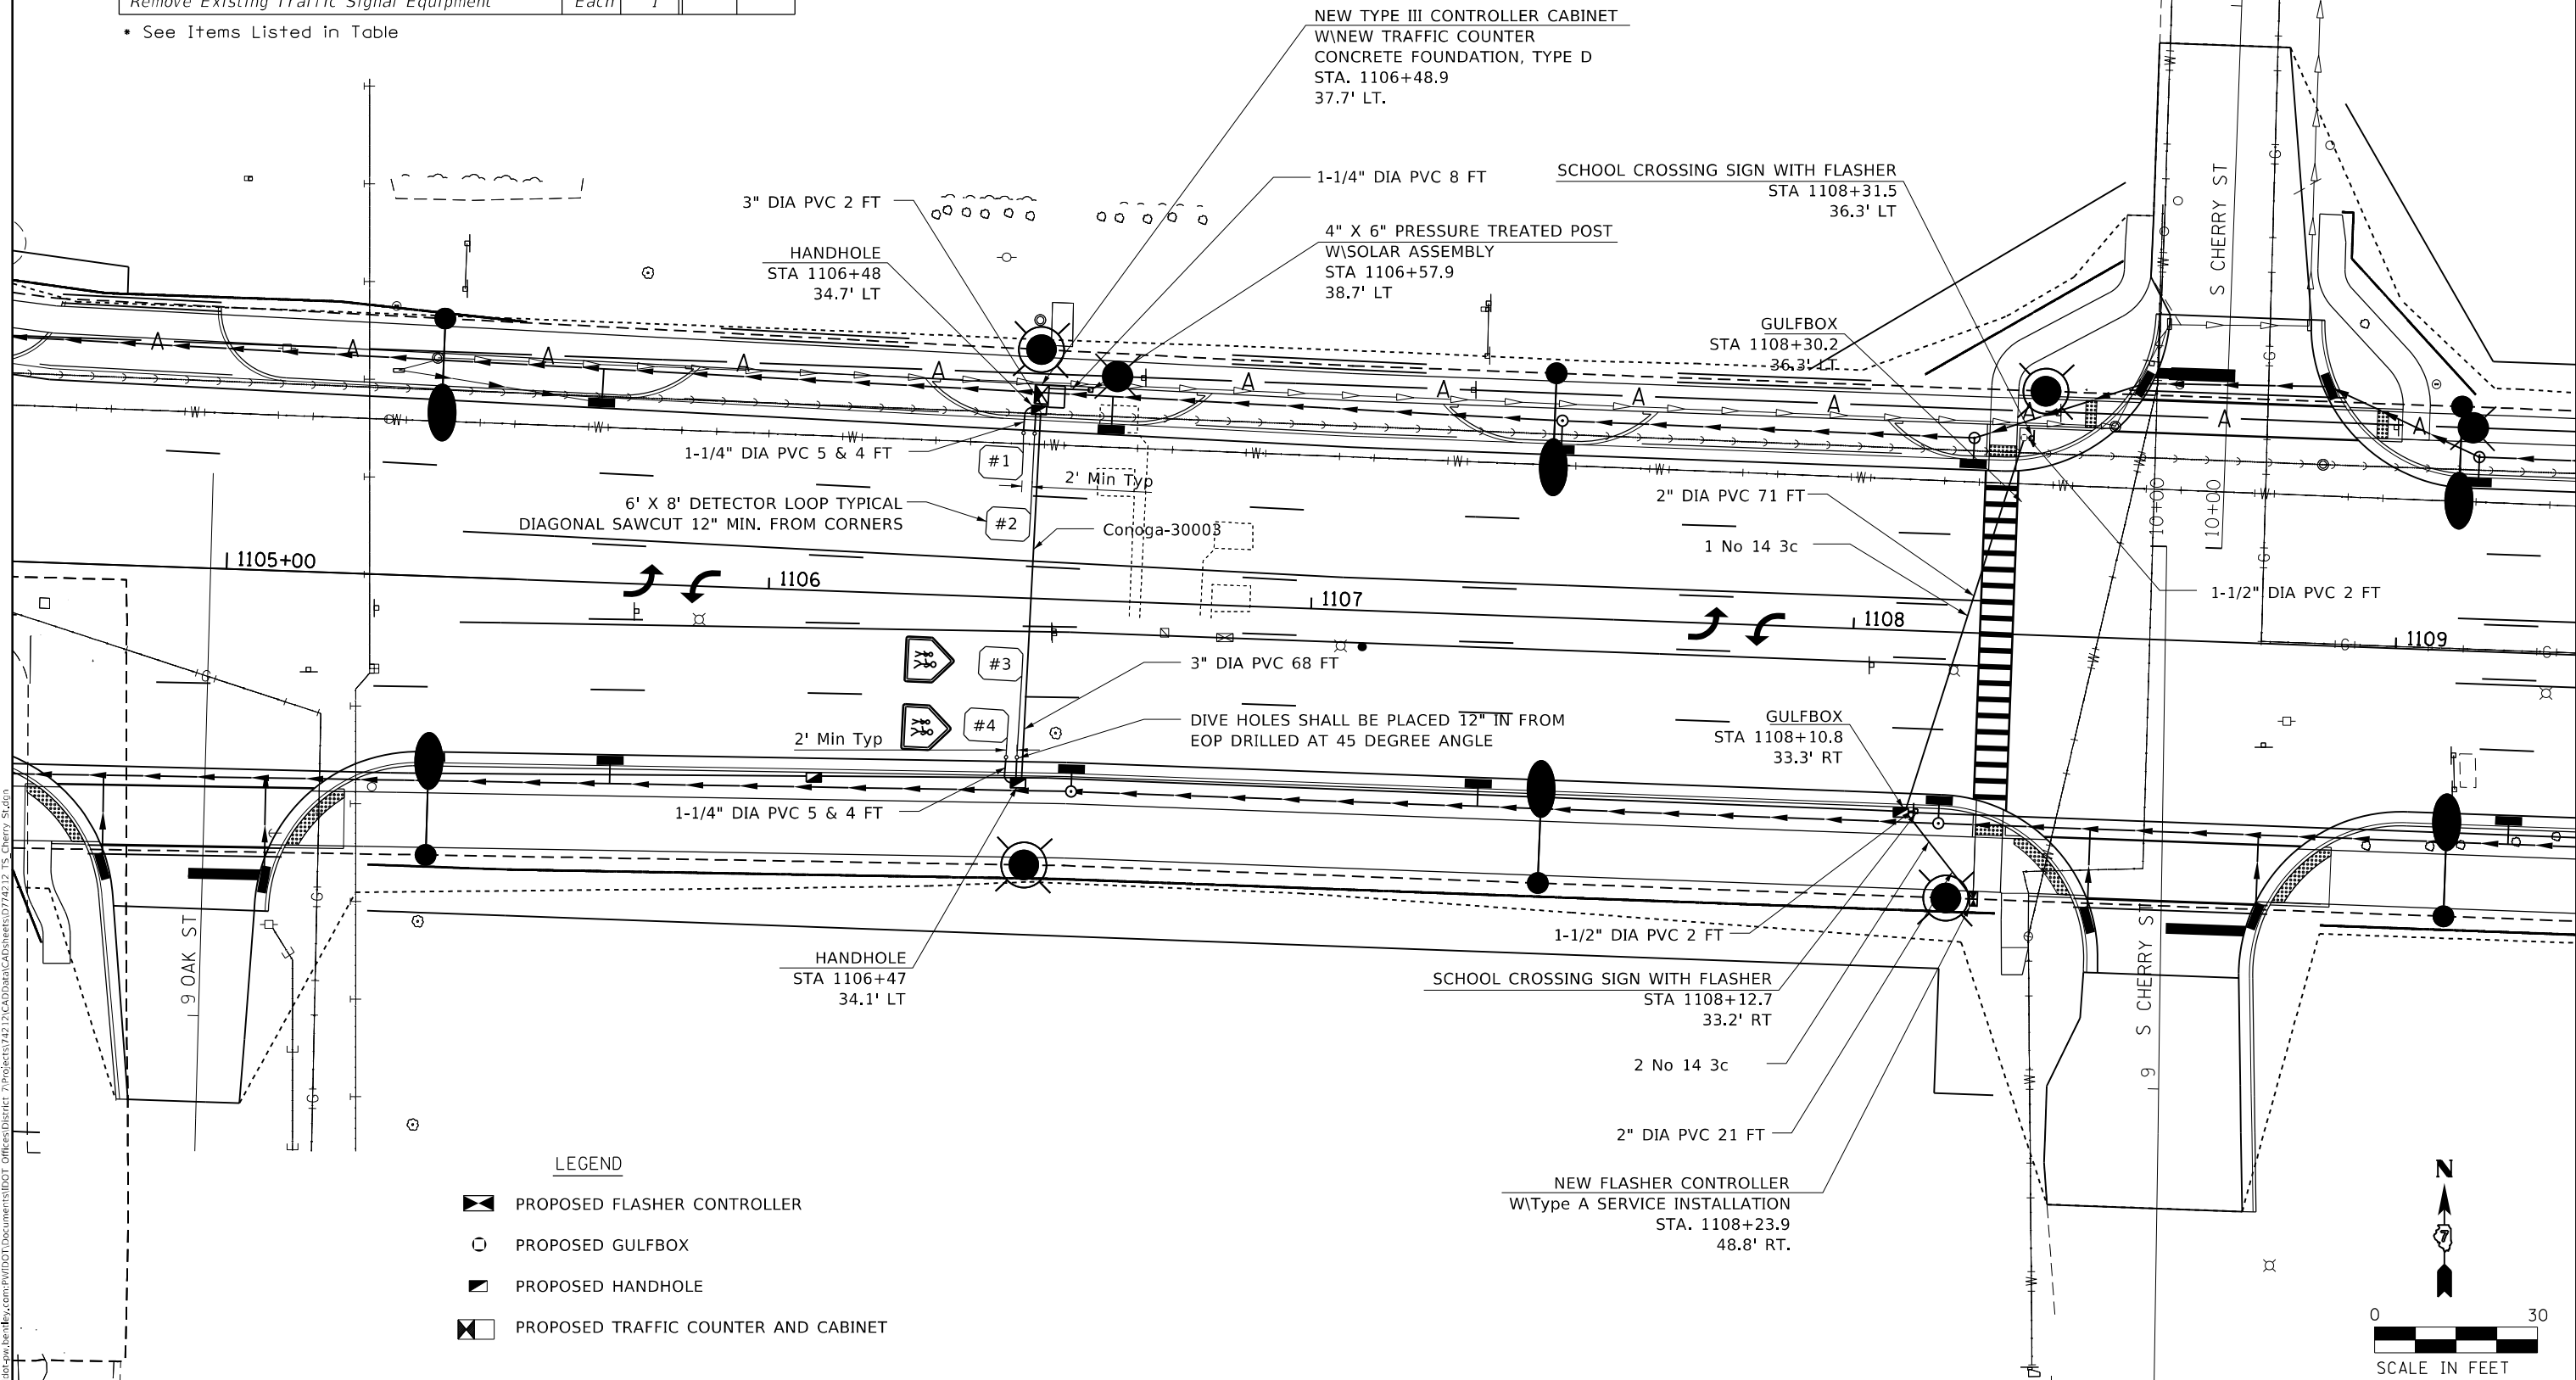 Remove Existing Traffic Signal Equipment Each 1
* See Items Listed in Table
NEW TYPE III CONTROLLER CABINET
W\NEW TRAFFIC COUNTER
CONCRETE FOUNDATION, TYPE D
STA. 1106+48.9
37.7' LT.
3" DIA PVC 2 FT
1-1/4" DIA PVC 8 FT
HANDHOLE
STA 1106+48
34.7' LT
4" X 6" PRESSURE TREATED POST
W\SOLAR ASSEMBLY
STA 1106+57.9
38.7' LT
SCHOOL CROSSING SIGN WITH FLASHER
STA 1108+31.5
36.3' LT
GULFBOX
STA 1108+30.2
36.3' LT
S CHERRY ST
1-1/4" DIA PVC 5 & 4 FT
#1
2' Min Typ
6' X 8' DETECTOR LOOP TYPICAL
DIAGONAL SAWCUT 12" MIN. FROM CORNERS
#2
Conoga-30003
2" DIA PVC 71 FT
1 No 14 3c
10+00
10+00
1-1/2" DIA PVC 2 FT
1105+00
1106
1107
1108
1109
#3
3" DIA PVC 68 FT
#4
2' Min Typ
DIVE HOLES SHALL BE PLACED 12" IN FROM
EOP DRILLED AT 45 DEGREE ANGLE
GULFBOX
STA 1108+10.8
33.3' RT
1-1/4" DIA PVC 5 & 4 FT
HANDHOLE
STA 1106+47
34.1' LT
1-1/2" DIA PVC 2 FT
SCHOOL CROSSING SIGN WITH FLASHER
STA 1108+12.7
33.2' RT
2 No 14 3c
2" DIA PVC 21 FT
NEW FLASHER CONTROLLER
W\Type A SERVICE INSTALLATION
STA. 1108+23.9
48.8' RT.
9 OAK ST
9 S CHERRY ST
LEGEND
PROPOSED FLASHER CONTROLLER
PROPOSED GULFBOX
PROPOSED HANDHOLE
PROPOSED TRAFFIC COUNTER AND CABINET
N
7
0 30
SCALE IN FEET